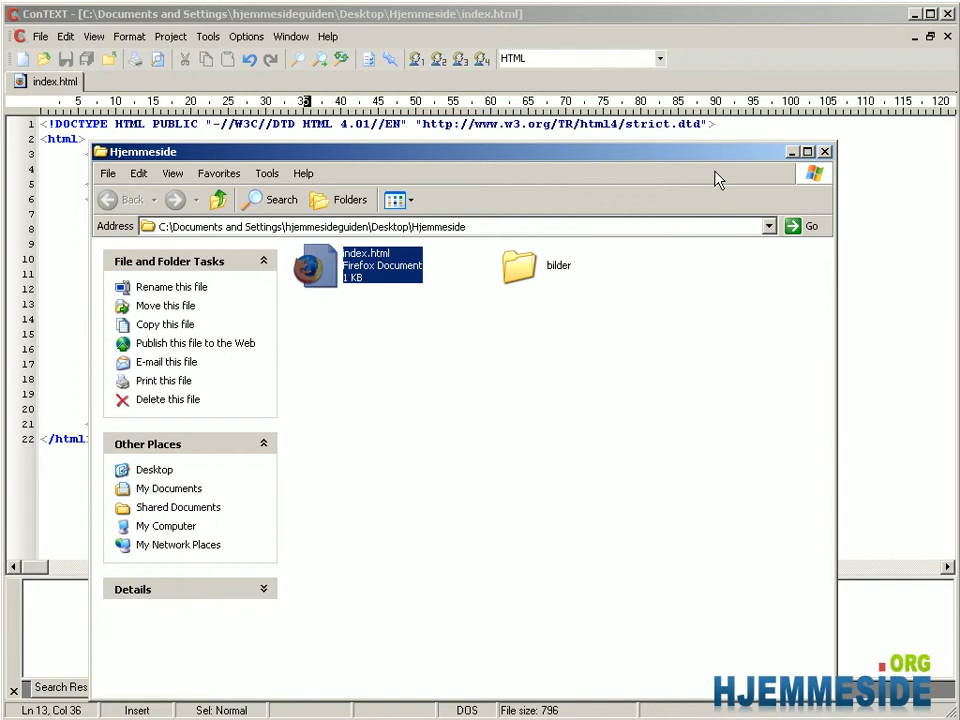 ConTEXT - [C:\Documents and Settings\hjemmesideguiden\Desktop\Hjemmeside\index.html]
File Edit View Format Project Tools Options Window Help
1 2 3 4 HTML
index.html
5 10 15 20 25 30 35 40 45 50 55 60 65 70 75 80 85 90 95 100 105 110 115 120
1 <!DOCTYPE HTML PUBLIC "-//W3C//DTD HTML 4.01//EN" "http://www.w3.org/TR/html4/strict.dtd">
2 <html>
3
4
5
6
7
8
9
10
11
12
13
14
15
16
17
18
19
20
21
22 </html
Hjemmeside
File Edit View Favorites Tools Help
Back Search Folders
Address C:\Documents and Settings\hjemmesideguiden\Desktop\Hjemmeside Go
File and Folder Tasks
Rename this file
Move this file
Copy this file
Publish this file to the Web
E-mail this file
Print this file
Delete this file
Other Places
Desktop
My Documents
Shared Documents
My Computer
My Network Places
Details
index.html
Firefox Document
1 KB
bilder
Search Res
Ln 13, Col 36 Insert Sel: Normal DOS File size: 796
.ORG
HJEMMESIDE